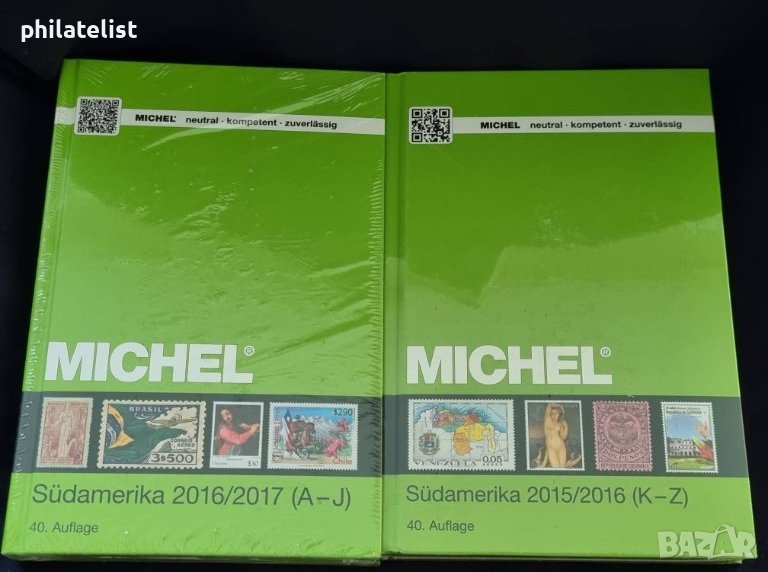 philatelist
MICHEL® neutral · kompetent · zuverlässig
MICHEL®
BRASIL
CORREIO
AEREO
3$500
$290
Chile
Südamerika 2016/2017 (A–J)
40. Auflage
MICHEL neutral · kompetent · zuverlässig
MICHEL®
VENEZUELA
0,05
Südamerika 2015/2016 (K–Z)
40. Auflage
BAZAR